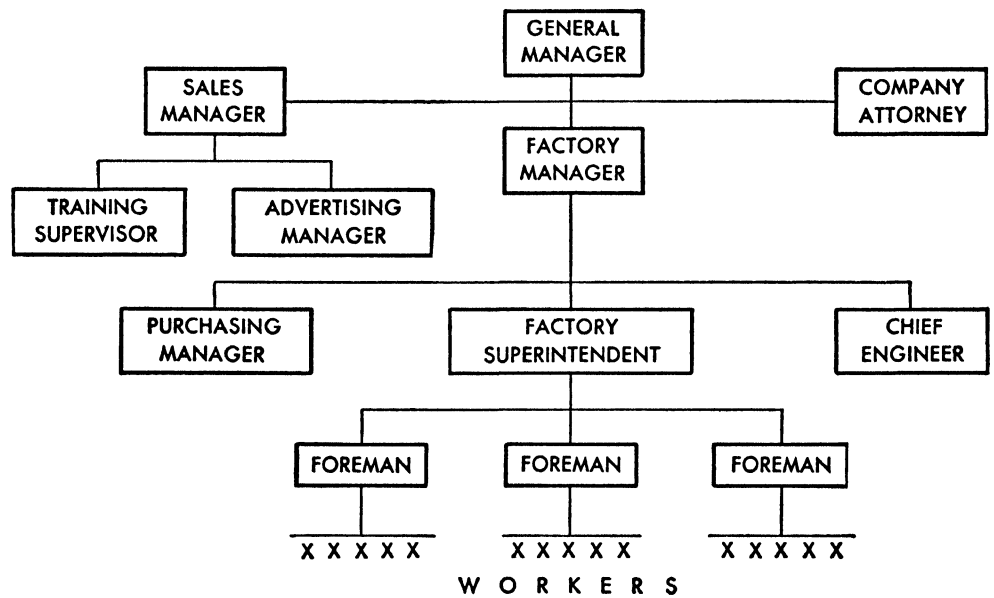 GENERAL
MANAGER
SALES
MANAGER
COMPANY
ATTORNEY
FACTORY
MANAGER
TRAINING
SUPERVISOR
ADVERTISING
MANAGER
PURCHASING
MANAGER
FACTORY
SUPERINTENDENT
CHIEF
ENGINEER
FOREMAN
FOREMAN
FOREMAN
X X X X X
X X X X X
X X X X X
W O R K E R S